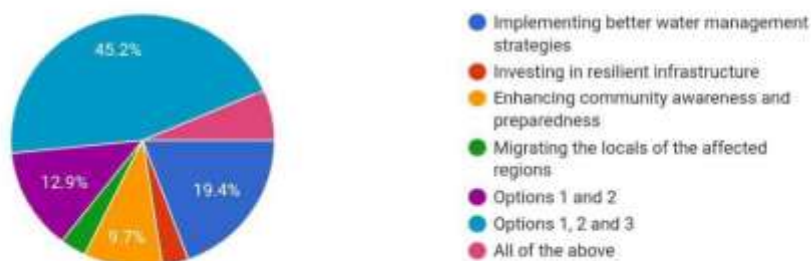 45.2%
12.9%
9.7%
19.4%
Implementing better water management
strategies
Investing in resilient infrastructure
Enhancing community awareness and
preparedness
Migrating the locals of the affected
regions
Options 1 and 2
Options 1, 2 and 3
All of the above